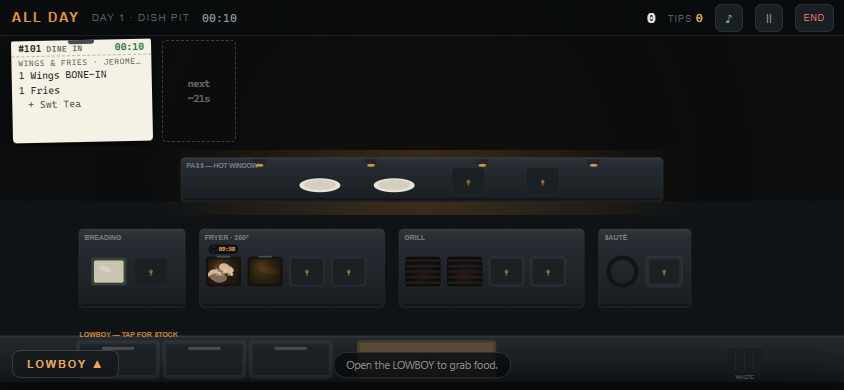 ALL DAY DAY 1 · DISH PIT 00:10 0 TIPS 0 END
#101 DINE IN 00:10
WINGS & FRIES · JEROME…
1 Wings BONE-IN
1 Fries
+ Swt Tea
next
~21s
PASS — HOT WINDOW
BREADING
FRYER · 360°
GRILL
SAUTÉ
09:58
LOWBOY — TAP FOR STOCK
LOWBOY ▲
Open the LOWBOY to grab food.
WASTE